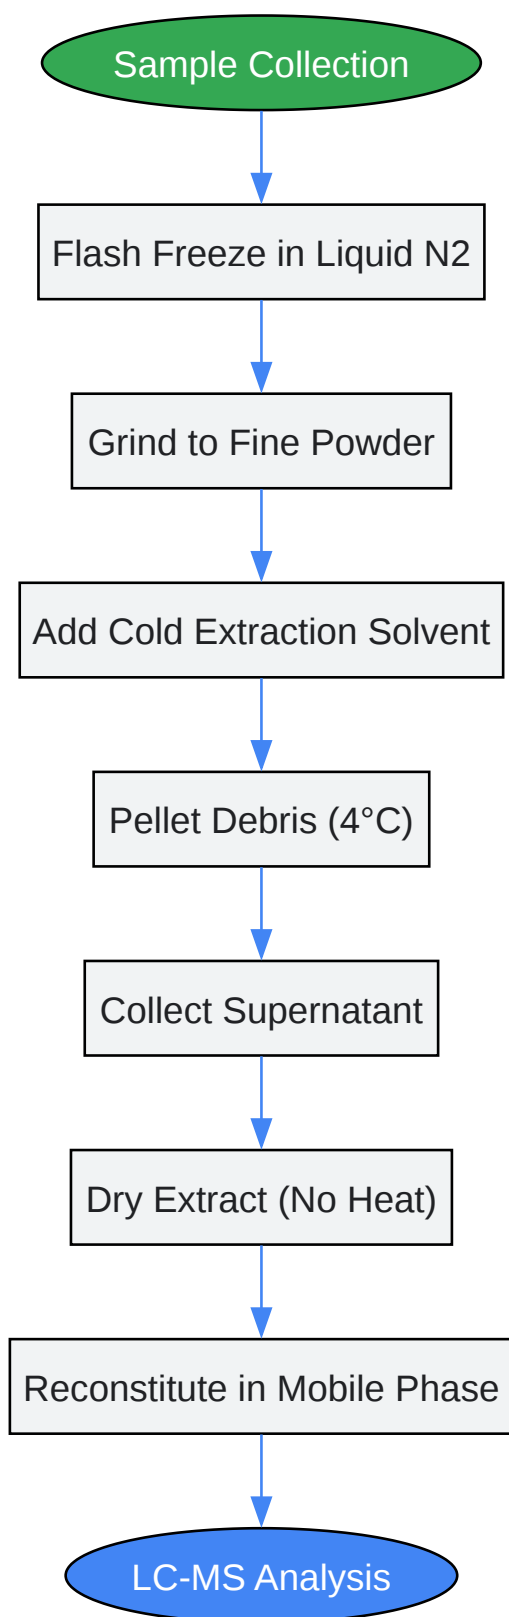 Sample Collection
Flash Freeze in Liquid N2
Grind to Fine Powder
Add Cold Extraction Solvent
Pellet Debris (4°C)
Collect Supernatant
Dry Extract (No Heat)
Reconstitute in Mobile Phase
LC-MS Analysis